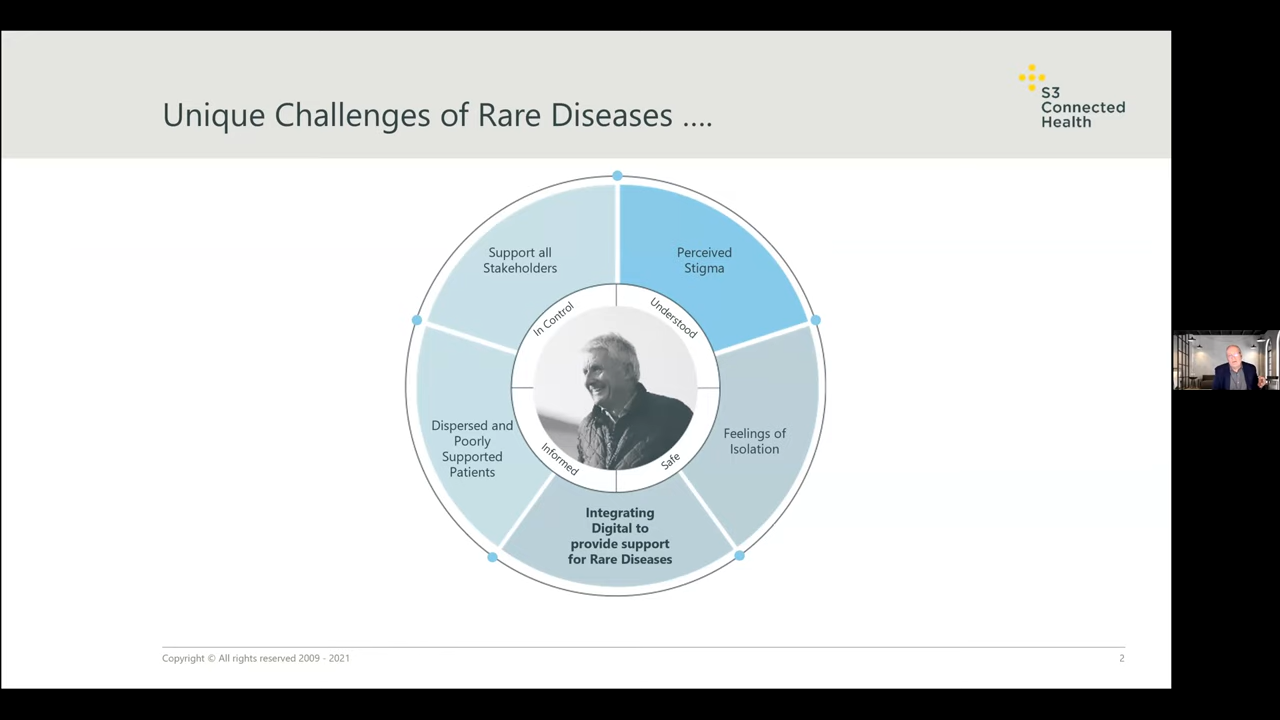 Unique Challenges of Rare Diseases ....
S3
Connected
Health
Support all
Stakeholders
Perceived
Stigma
In Control
Understood
Dispersed and
Poorly
Supported
Patients
Feelings of
Isolation
Informed
Safe
Integrating
Digital to
provide support
for Rare Diseases
Copyright © All rights reserved 2009 - 2021
2